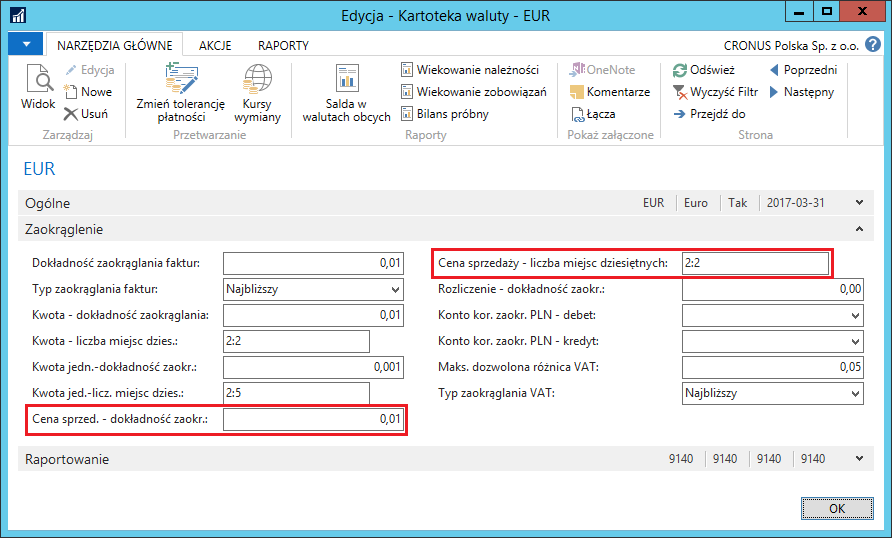 Edycja - Kartoteka waluty - EUR
NARZĘDZIA GŁÓWNE AKCJE RAPORTY CRONUS Polska Sp. z o.o.
Widok
Edycja
Nowe
Usuń
Zarządzaj
Zmień tolerancję płatności
Kursy wymiany
Przetwarzanie
Salda w walutach obcych
Wiekowanie należności
Wiekowanie zobowiązań
Bilans próbny
Raporty
OneNote
Komentarze
Łącza
Pokaż załączone
Odśwież
Wyczyść Filtr
Przejdź do
Poprzedni
Następny
Strona
EUR
Ogólne EUR Euro Tak 2017-03-31
Zaokrąglenie
Dokładność zaokrąglania faktur: 0,01
Typ zaokrąglania faktur: Najbliższy
Kwota - dokładność zaokrąglania: 0,01
Kwota - liczba miejsc dzies.: 2:2
Kwota jedn.-dokładność zaokr.: 0,001
Kwota jed.-licz. miejsc dzies.: 2:5
Cena sprzed. - dokładność zaokr.: 0,01
Cena sprzedaży - liczba miejsc dziesiętnych: 2:2
Rozliczenie - dokładność zaokr.: 0,00
Konto kor. zaokr. PLN - debet:
Konto kor. zaokr. PLN - kredyt:
Maks. dozwolona różnica VAT: 0,05
Typ zaokrąglania VAT: Najbliższy
Raportowanie 9140 9140 9140 9140
OK